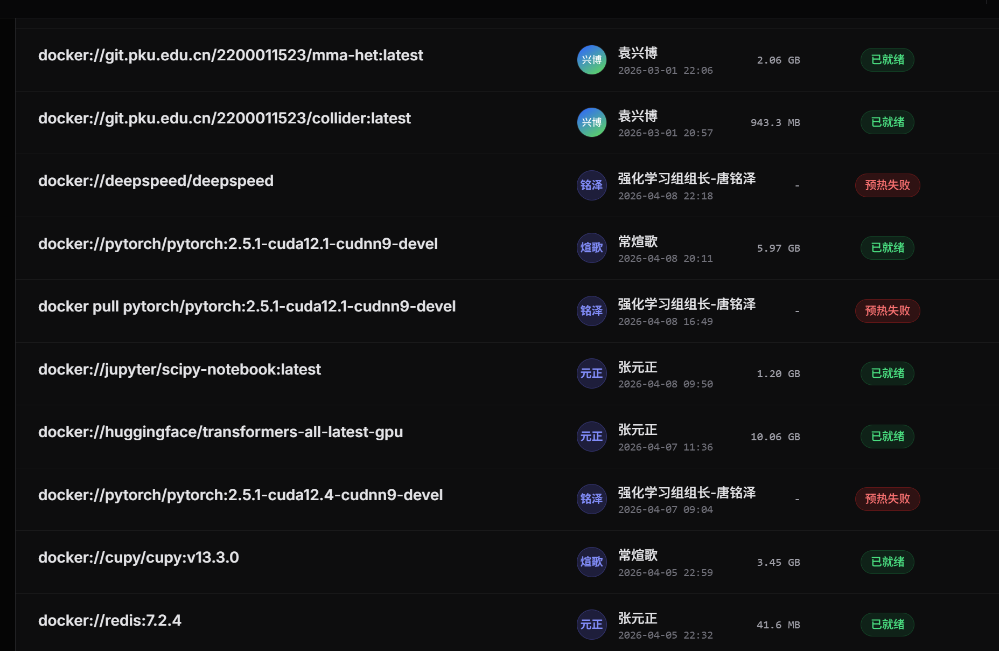 docker://git.pku.edu.cn/2200011523/mma-het:latest
兴博
袁兴博
2026-03-01 22:06
2.06 GB
已就绪
docker://git.pku.edu.cn/2200011523/collider:latest
兴博
袁兴博
2026-03-01 20:57
943.3 MB
已就绪
docker://deepspeed/deepspeed
铭泽
强化学习组组长-唐铭泽
2026-04-08 22:18
-
预热失败
docker://pytorch/pytorch:2.5.1-cuda12.1-cudnn9-devel
煊歌
常煊歌
2026-04-08 20:11
5.97 GB
已就绪
docker pull pytorch/pytorch:2.5.1-cuda12.1-cudnn9-devel
铭泽
强化学习组组长-唐铭泽
2026-04-08 16:49
-
预热失败
docker://jupyter/scipy-notebook:latest
元正
张元正
2026-04-08 09:50
1.20 GB
已就绪
docker://huggingface/transformers-all-latest-gpu
元正
张元正
2026-04-07 11:36
10.06 GB
已就绪
docker://pytorch/pytorch:2.5.1-cuda12.4-cudnn9-devel
铭泽
强化学习组组长-唐铭泽
2026-04-07 09:04
-
预热失败
docker://cupy/cupy:v13.3.0
煊歌
常煊歌
2026-04-05 22:59
3.45 GB
已就绪
docker://redis:7.2.4
元正
张元正
2026-04-05 22:32
41.6 MB
已就绪